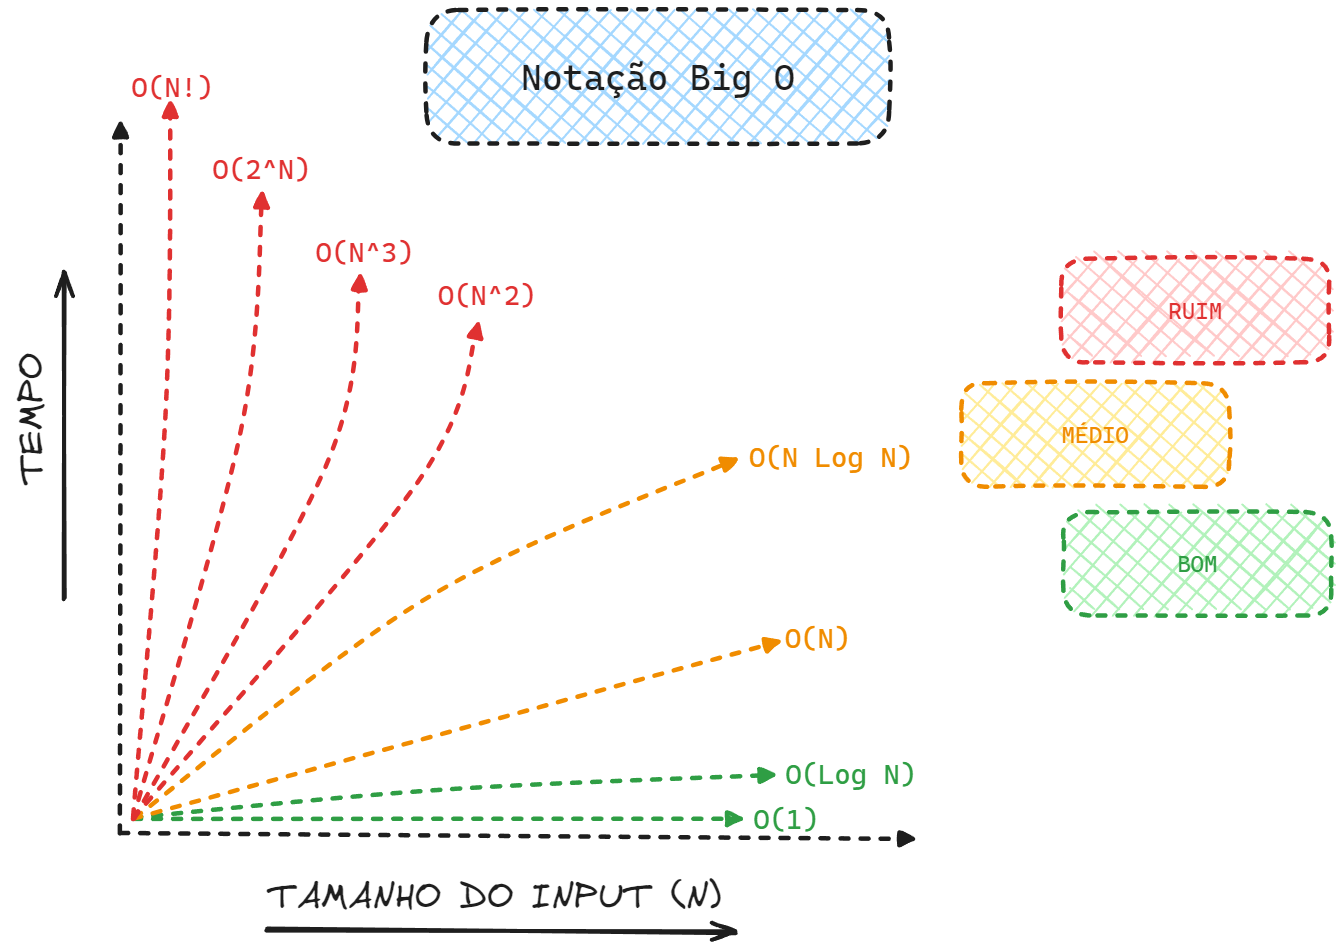 Notação Big O
O(N!)
O(2^N)
O(N^3)
O(N^2)
RUIM
TEMPO
MÉDIO
O(N Log N)
BOM
O(N)
O(Log N)
O(1)
TAMANHO DO INPUT (N)